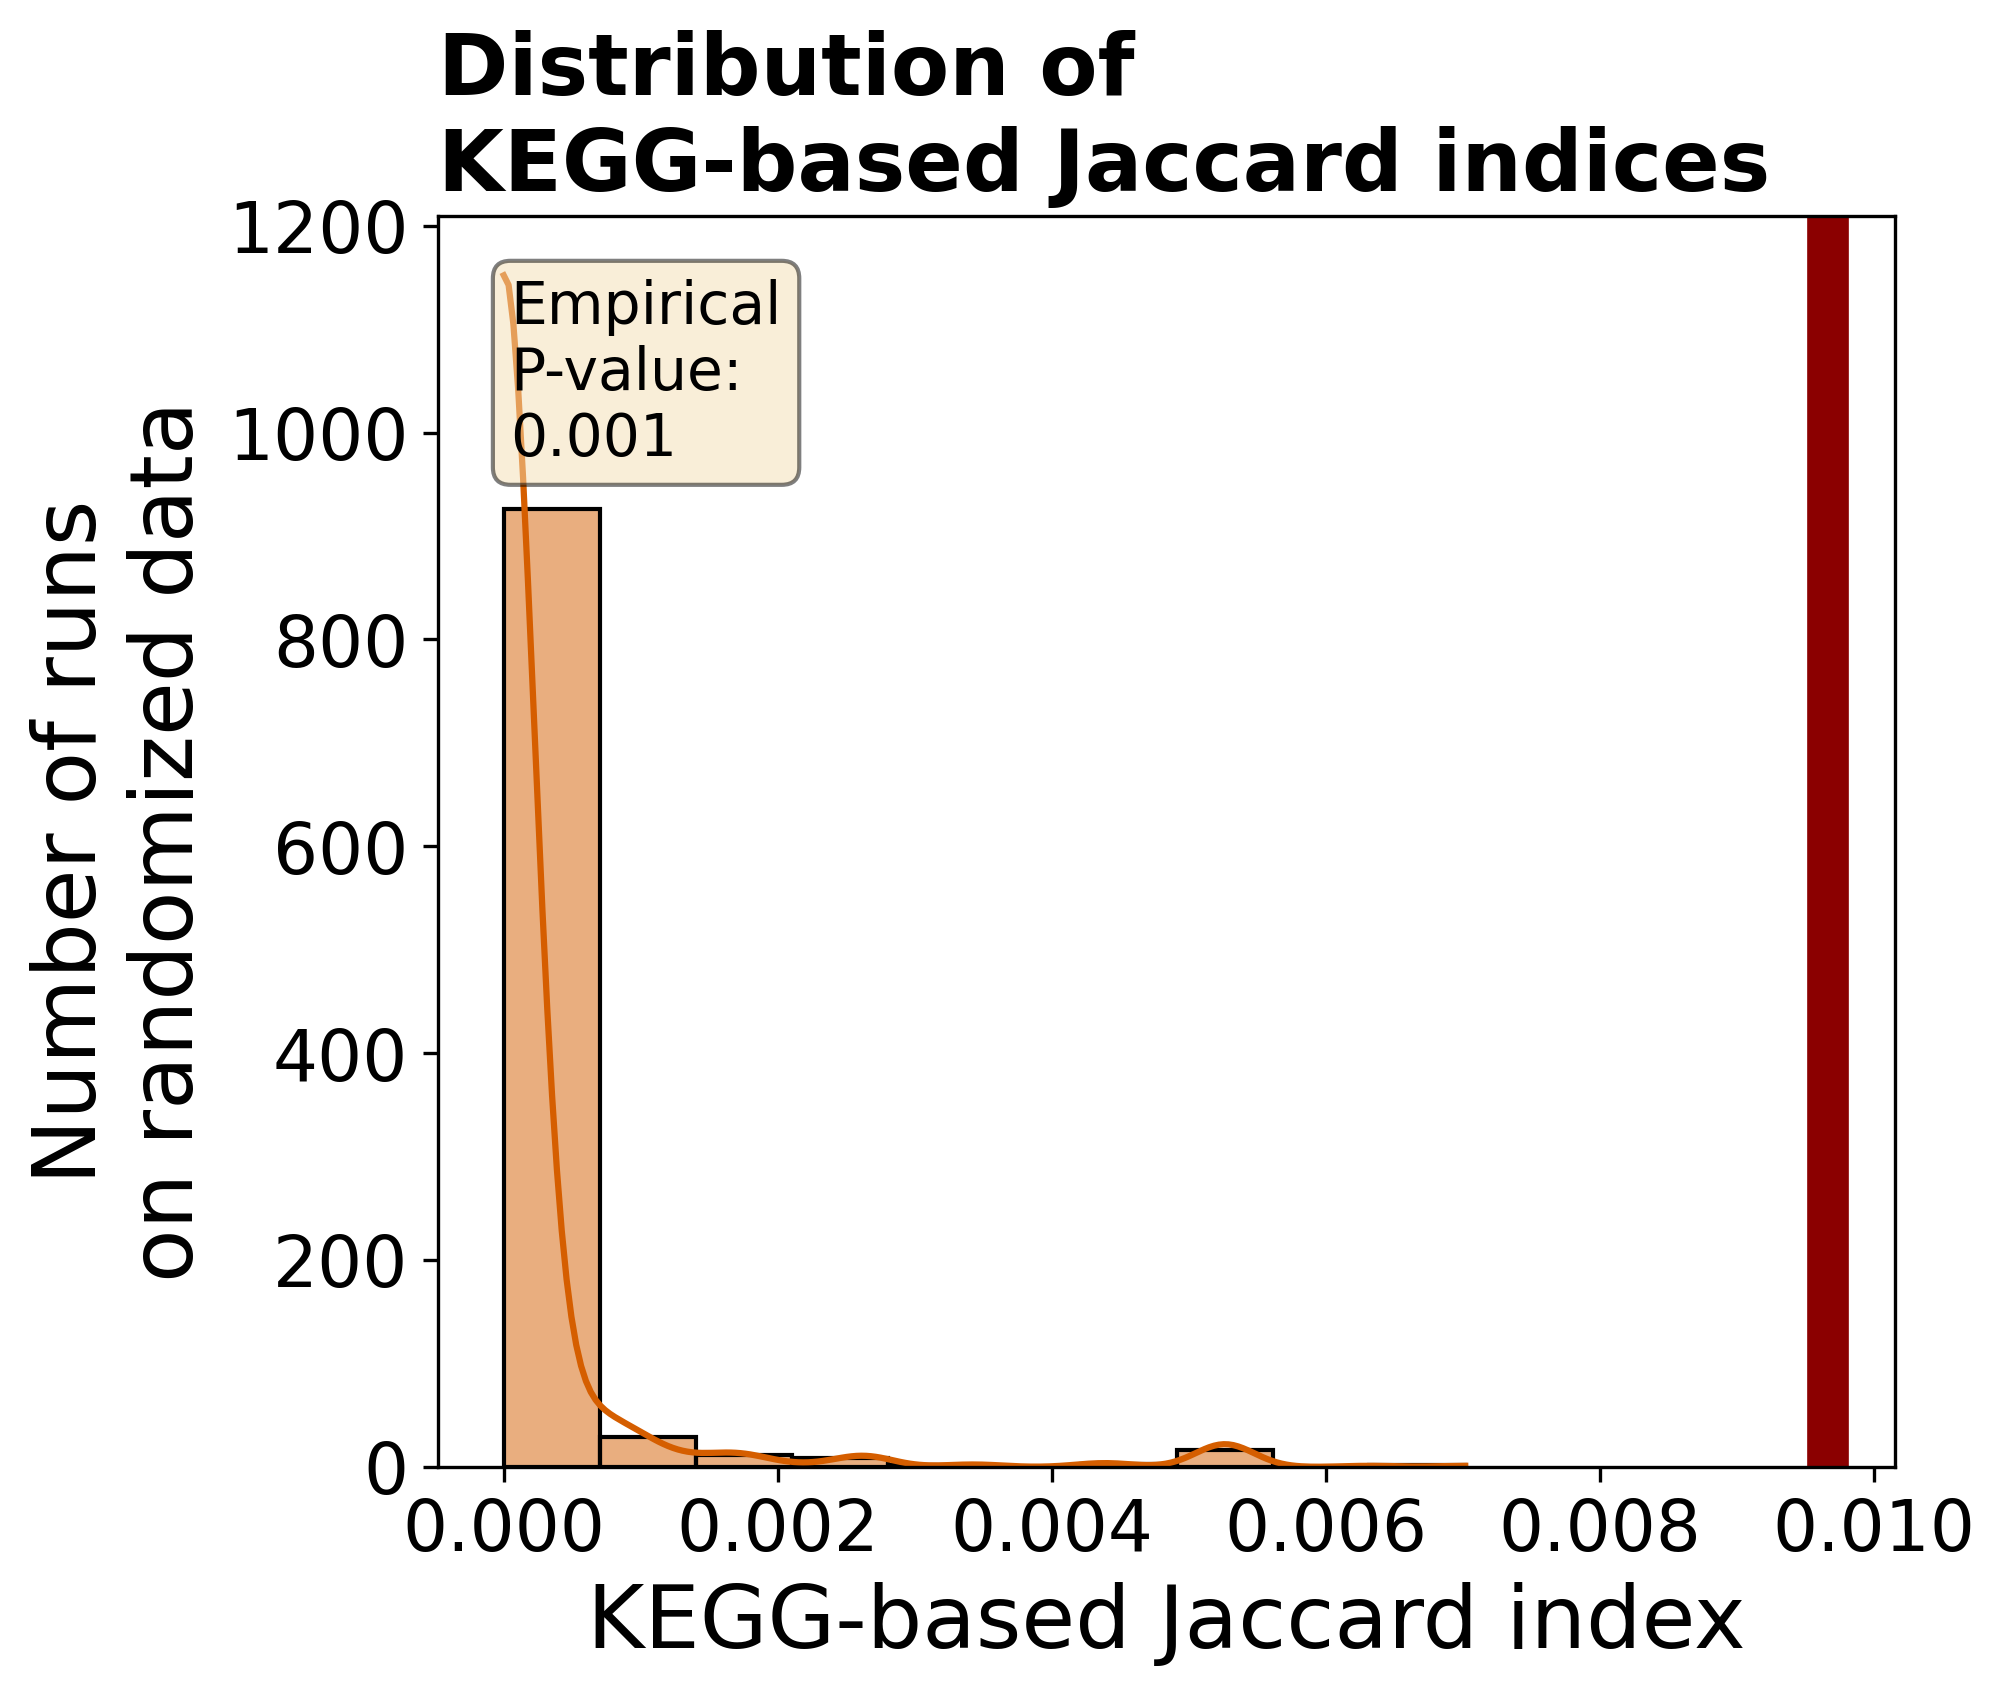 Distribution of
KEGG-based Jaccard indices
Number of runs
on randomized data
1200
1000
800
600
400
200
0
Empirical
P-value:
0.001
0.000 0.002 0.004 0.006 0.008 0.010
KEGG-based Jaccard index